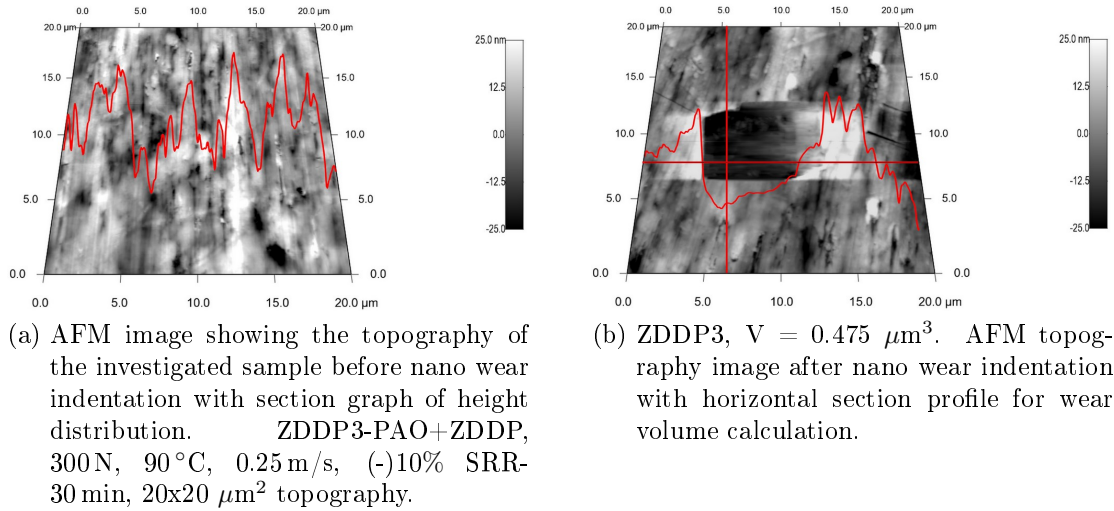 0.0 5.0 10.0 15.0 20.0 µm
20.0 µm 20.0 µm
15.0 15.0
10.0 10.0
5.0 5.0
0.0 0.0
0.0 5.0 10.0 15.0 20.0 µm
25.0 nm
12.5
0.0
-12.5
-25.0
(a) AFM image showing the topography of
the investigated sample before nano wear
indentation with section graph of height
distribution. ZDDP3-PAO+ZDDP,
300 N, 90 °C, 0.25 m/s, (-)10% SRR-
30 min, 20x20 µm² topography.
0.0 5.0 10.0 15.0 20.0 µm
20.0 µm 20.0 µm
15.0 15.0
10.0 10.0
5.0 5.0
0.0 0.0
0.0 5.0 10.0 15.0 20.0 µm
25.0 nm
12.5
0.0
-12.5
-25.0
(b) ZDDP3, V = 0.475 µm³. AFM topog-
raphy image after nano wear indentation
with horizontal section profile for wear
volume calculation.